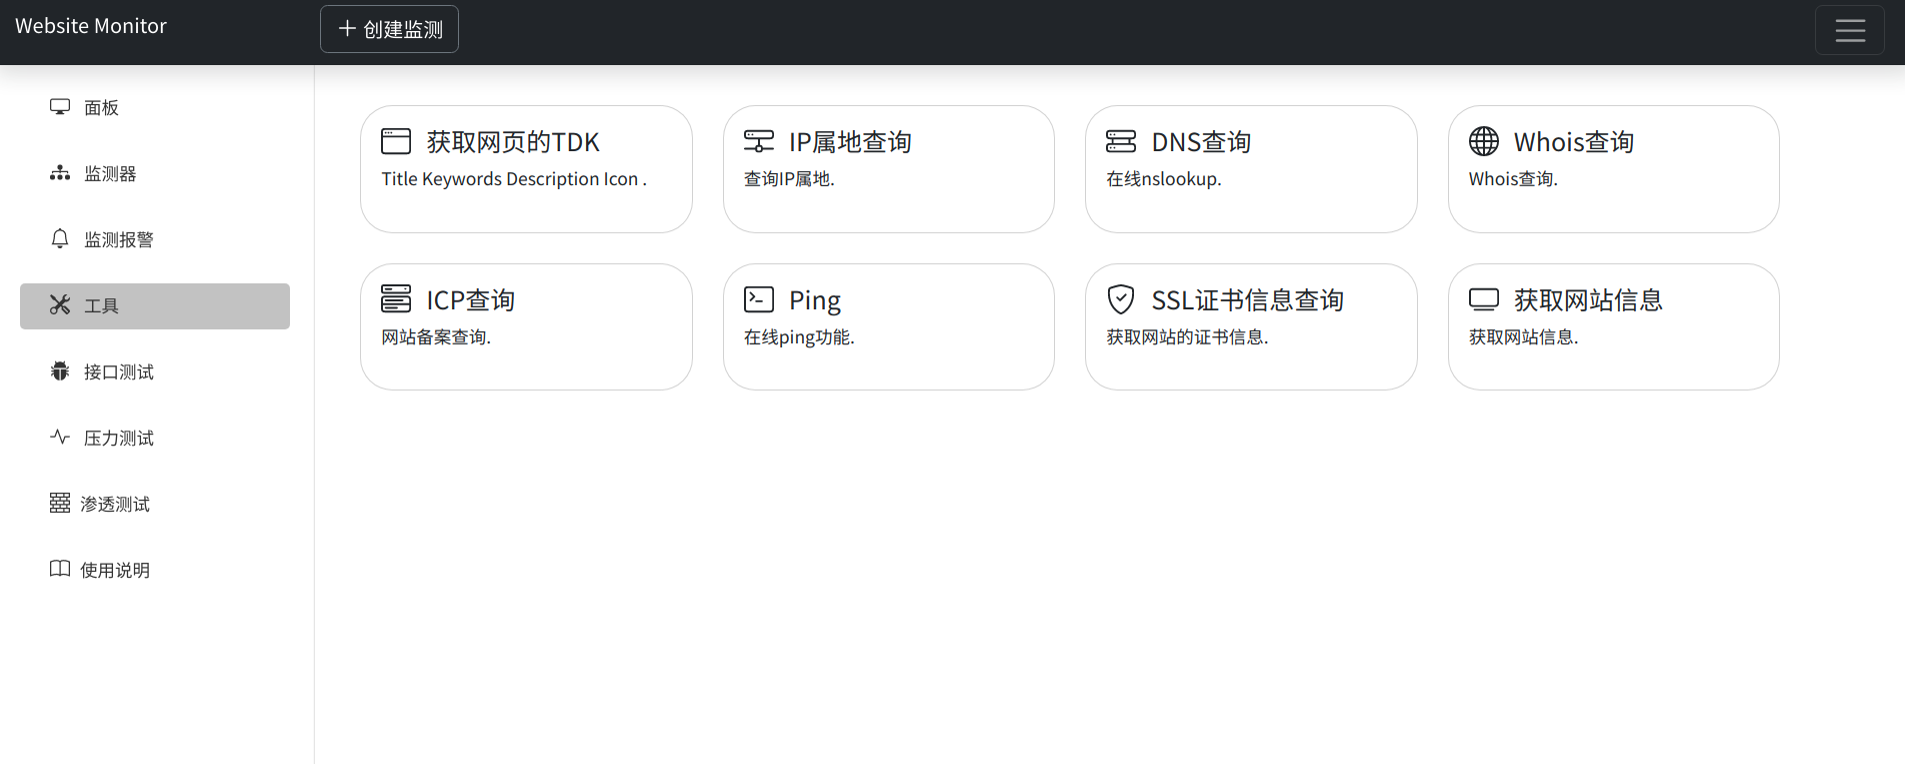 Website Monitor
创建监测
面板
监测器
监测报警
工具
接口测试
压力测试
渗透测试
使用说明
获取网页的TDK
Title Keywords Description Icon .
IP属地查询
查询IP属地.
DNS查询
在线nslookup.
Whois查询
Whois查询.
ICP查询
网站备案查询.
Ping
在线ping功能.
SSL证书信息查询
获取网站的证书信息.
获取网站信息
获取网站信息.